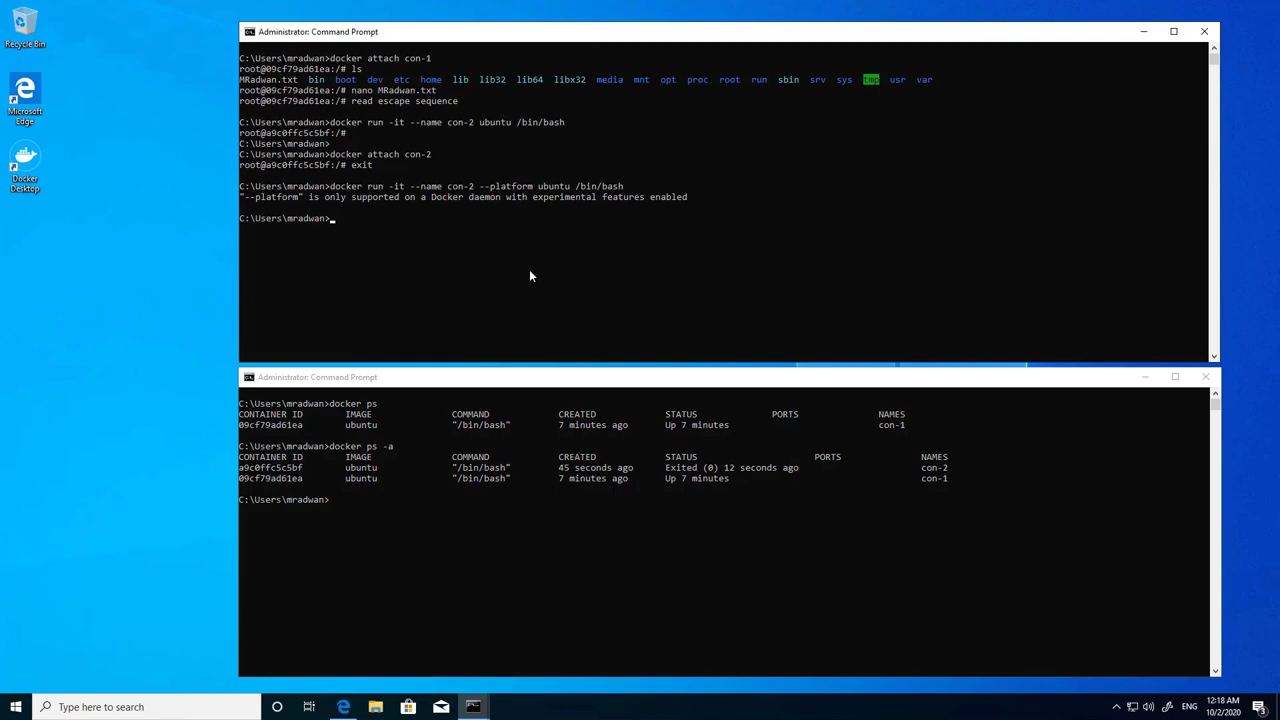 Recycle Bin
Microsoft
Edge
Docker
Desktop
Administrator: Command Prompt
C:\Users\mradwan>docker attach con-1
root@09cf79ad61ea:/# ls
MRadwan.txt bin boot dev etc home lib lib32 lib64 libx32 media mnt opt proc root run sbin srv sys tmp usr var
root@09cf79ad61ea:/# nano MRadwan.txt
root@09cf79ad61ea:/# read escape sequence
C:\Users\mradwan>docker run -it --name con-2 ubuntu /bin/bash
root@a9c0ffc5c5bf:/#
C:\Users\mradwan>
C:\Users\mradwan>docker attach con-2
root@a9c0ffc5c5bf:/# exit
C:\Users\mradwan>docker run -it --name con-2 --platform ubuntu /bin/bash
"--platform" is only supported on a Docker daemon with experimental features enabled
C:\Users\mradwan>_
Administrator: Command Prompt
C:\Users\mradwan>docker ps
CONTAINER ID IMAGE COMMAND CREATED STATUS PORTS NAMES
09cf79ad61ea ubuntu "/bin/bash" 7 minutes ago Up 7 minutes con-1
C:\Users\mradwan>docker ps -a
CONTAINER ID IMAGE COMMAND CREATED STATUS PORTS NAMES
a9c0ffc5c5bf ubuntu "/bin/bash" 45 seconds ago Exited (0) 12 seconds ago con-2
09cf79ad61ea ubuntu "/bin/bash" 7 minutes ago Up 7 minutes con-1
C:\Users\mradwan>
Type here to search
ENG
12:18 AM
10/2/2020
3